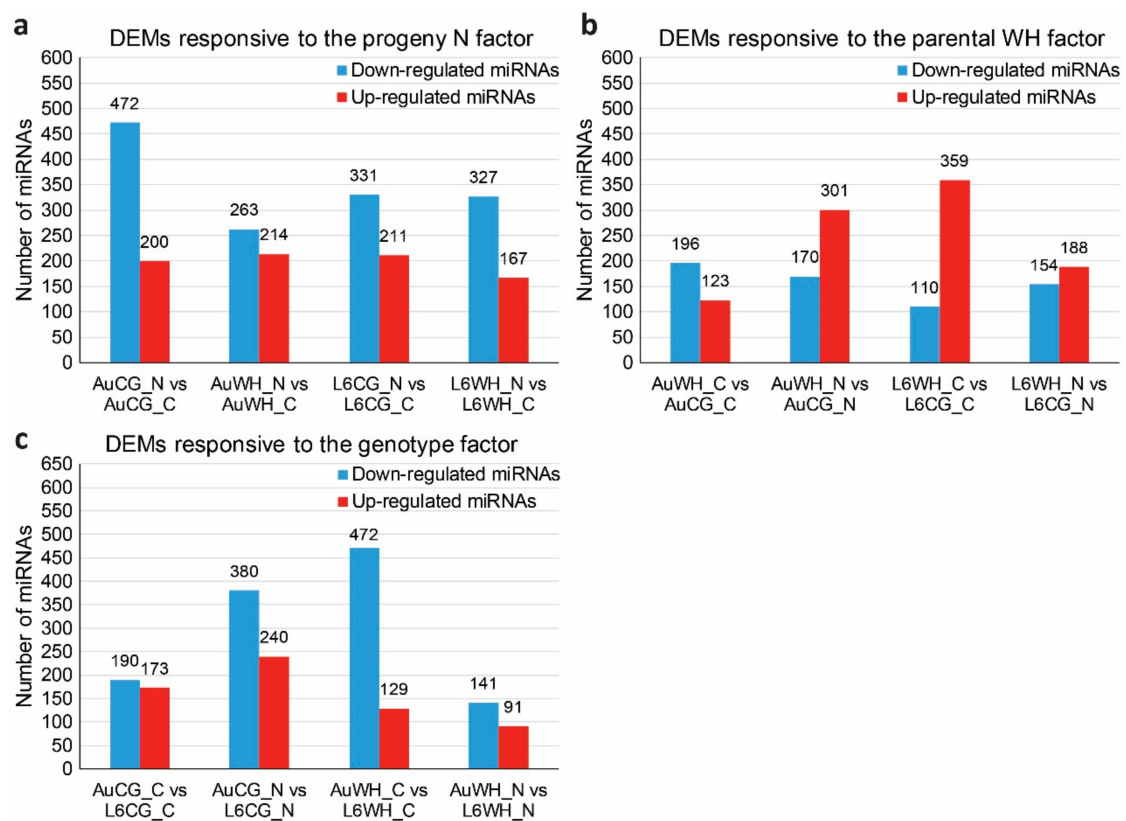 a
DEMs responsive to the progeny N factor
Down-regulated miRNAs
Up-regulated miRNAs
Number of miRNAs
600
550
500
450
400
350
300
250
200
150
100
50
0
472
200
263
214
331
211
327
167
AuCG_N vs
AuCG_C
AuWH_N vs
AuWH_C
L6CG_N vs
L6CG_C
L6WH_N vs
L6WH_C
b
DEMs responsive to the parental WH factor
Down-regulated miRNAs
Up-regulated miRNAs
Number of miRNAs
600
550
500
450
400
350
300
250
200
150
100
50
0
196
123
170
301
110
359
154
188
AuWH_C vs
AuCG_C
AuWH_N vs
AuCG_N
L6WH_C vs
L6CG_C
L6WH_N vs
L6CG_N
c
DEMs responsive to the genotype factor
Down-regulated miRNAs
Up-regulated miRNAs
Number of miRNAs
650
600
550
500
450
400
350
300
250
200
150
100
50
0
190
173
380
240
472
129
141
91
AuCG_C vs
L6CG_C
AuCG_N vs
L6CG_N
AuWH_C vs
L6WH_C
AuWH_N vs
L6WH_N